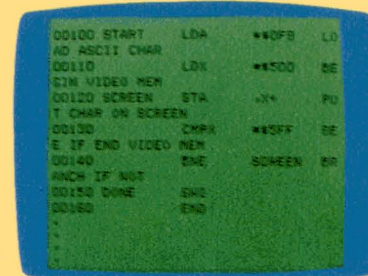 00100 START LDA #$0F9 LO
AD ASCII CHAR
00110 LDX #$500 BE
GIN VIDEO MEM
00120 SCREEN STA ,X+ PU
T CHAR ON SCREEN
00130 CMPX #$5FF SE
E IF END VIDEO MEM
00140 BNE SCREEN BR
ANCH IF NOT
00150 DONE SWI
00160 END
*
*
*
*